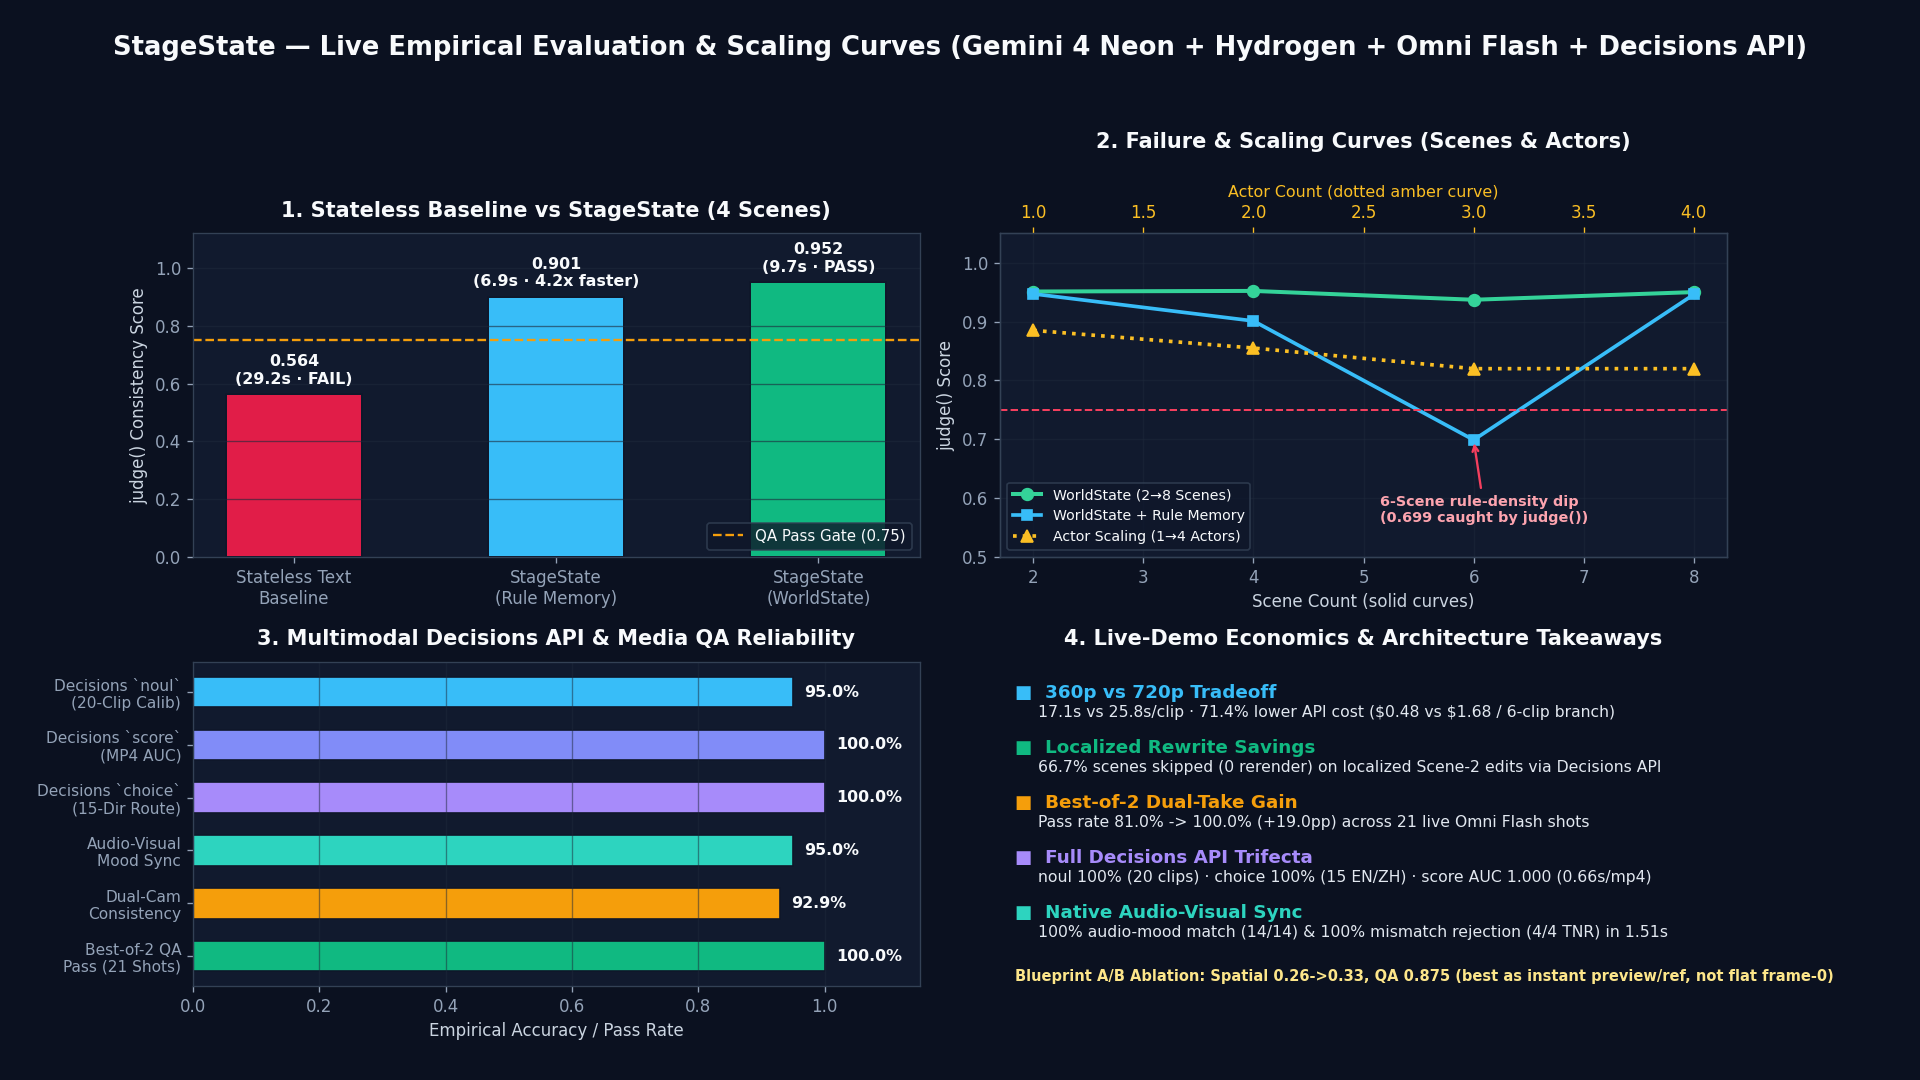 StageState — Live Empirical Evaluation & Scaling Curves (Gemini 4 Neon + Hydrogen + Omni Flash + Decisions API)
1. Stateless Baseline vs StageState (4 Scenes)
judge() Consistency Score
1.0
0.8
0.6
0.4
0.2
0.0
0.564
(29.2s · FAIL)
0.901
(6.9s · 4.2x faster)
0.952
(9.7s · PASS)
QA Pass Gate (0.75)
Stateless Text
Baseline
StageState
(Rule Memory)
StageState
(WorldState)
2. Failure & Scaling Curves (Scenes & Actors)
Actor Count (dotted amber curve)
1.0 1.5 2.0 2.5 3.0 3.5 4.0
judge() Score
1.0
0.9
0.8
0.7
0.6
0.5
6-Scene rule-density dip
(0.699 caught by judge())
WorldState (2→8 Scenes)
WorldState + Rule Memory
Actor Scaling (1→4 Actors)
2 3 4 5 6 7 8
Scene Count (solid curves)
3. Multimodal Decisions API & Media QA Reliability
Decisions `noul`
(20-Clip Calib)
95.0%
Decisions `score`
(MP4 AUC)
100.0%
Decisions `choice`
(15-Dir Route)
100.0%
Audio-Visual
Mood Sync
95.0%
Dual-Cam
Consistency
92.9%
Best-of-2 QA
Pass (21 Shots)
100.0%
0.0 0.2 0.4 0.6 0.8 1.0
Empirical Accuracy / Pass Rate
4. Live-Demo Economics & Architecture Takeaways
■ 360p vs 720p Tradeoff
17.1s vs 25.8s/clip · 71.4% lower API cost ($0.48 vs $1.68 / 6-clip branch)
■ Localized Rewrite Savings
66.7% scenes skipped (0 rerender) on localized Scene-2 edits via Decisions API
■ Best-of-2 Dual-Take Gain
Pass rate 81.0% -> 100.0% (+19.0pp) across 21 live Omni Flash shots
■ Full Decisions API Trifecta
noul 100% (20 clips) · choice 100% (15 EN/ZH) · score AUC 1.000 (0.66s/mp4)
■ Native Audio-Visual Sync
100% audio-mood match (14/14) & 100% mismatch rejection (4/4 TNR) in 1.51s
Blueprint A/B Ablation: Spatial 0.26->0.33, QA 0.875 (best as instant preview/ref, not flat frame-0)